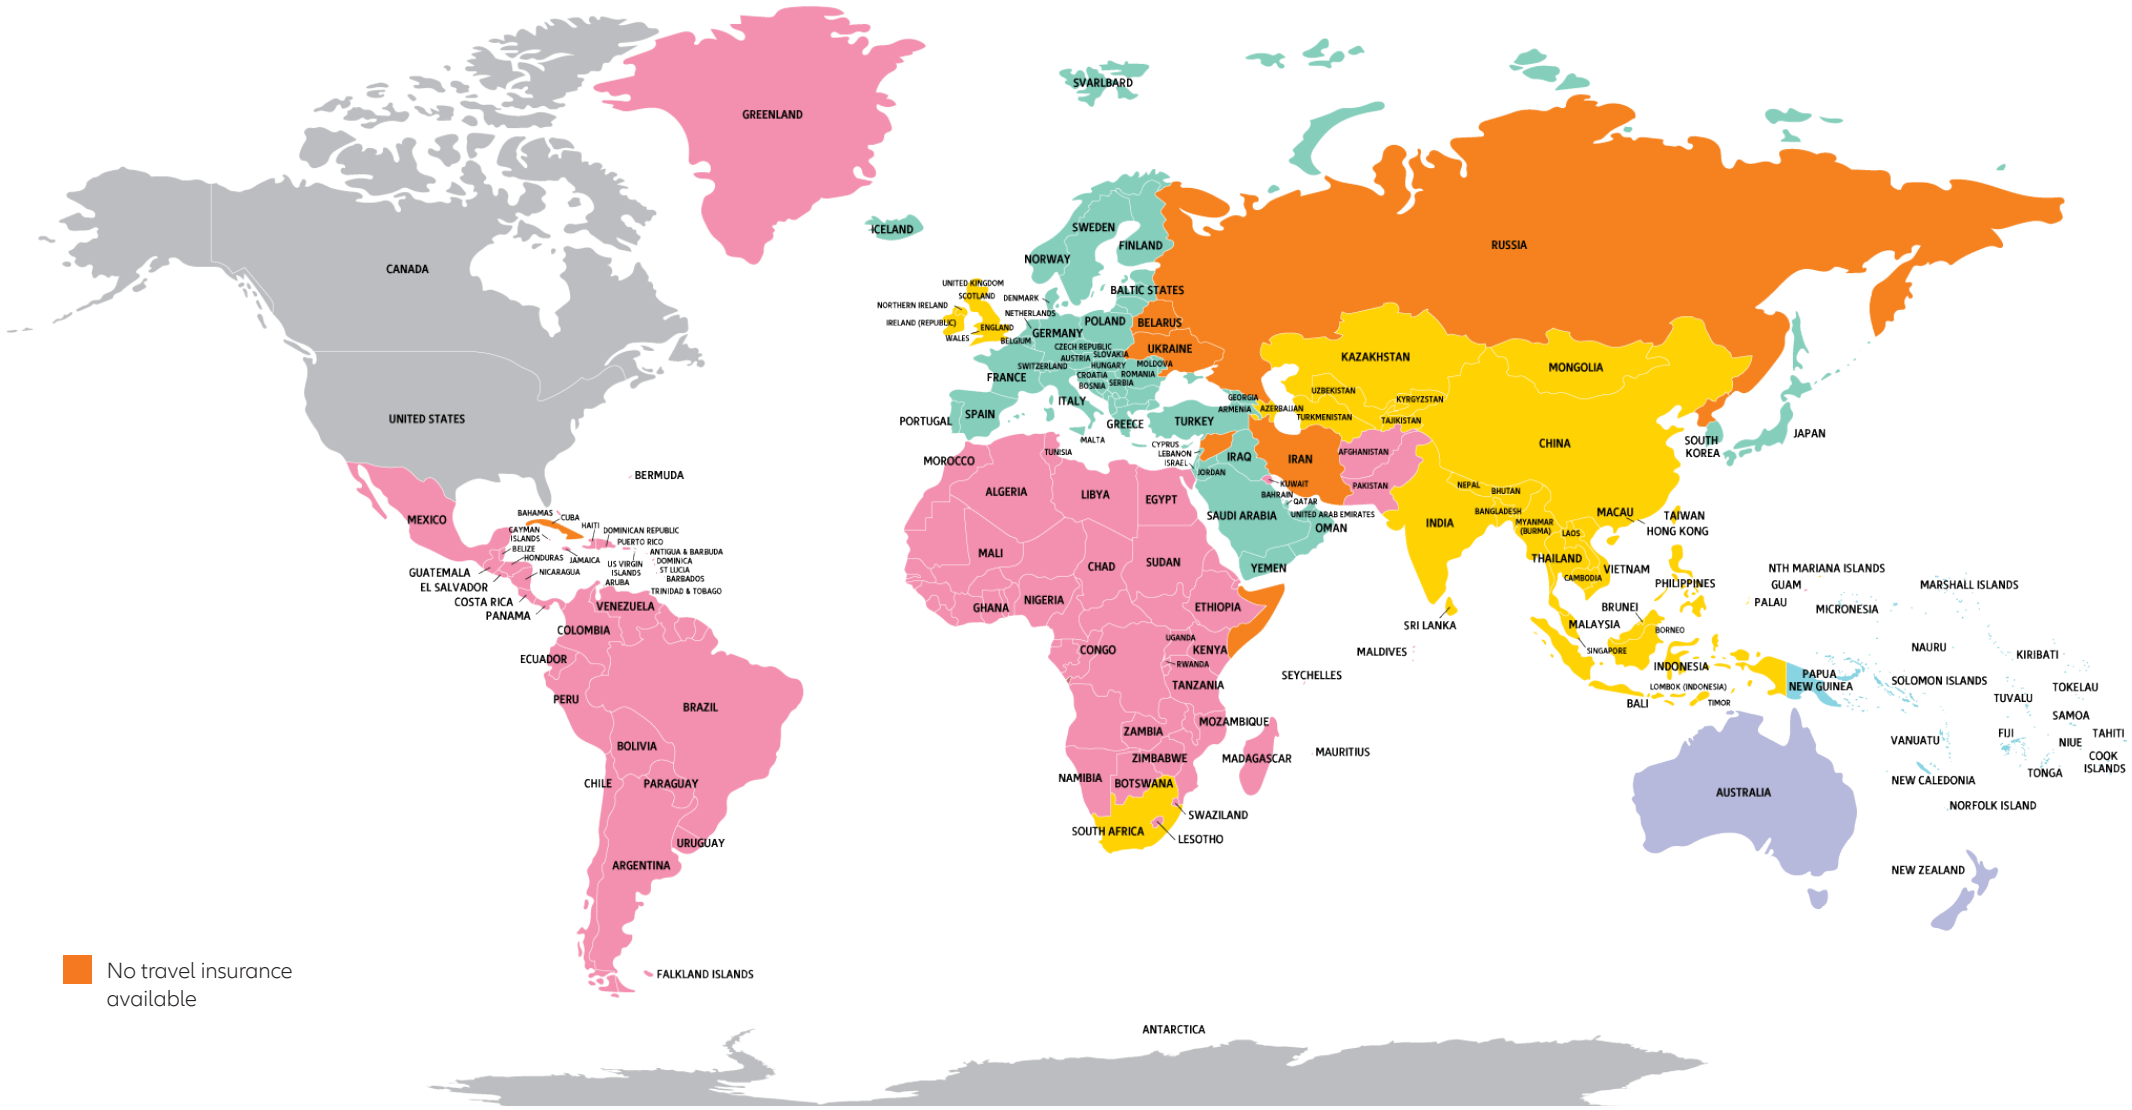 SVARLBARD
GREENLAND
ICELAND
SWEDEN
FINLAND
NORWAY
RUSSIA
CANADA
UNITED KINGDOM
SCOTLAND
DENMARK
BALTIC STATES
NORTHERN IRELAND
NETHERLANDS
IRELAND (REPUBLIC)
ENGLAND
POLAND
BELARUS
WALES
BELGIUM
GERMANY
CZECH REPUBLIC
UKRAINE
AUSTRIA
SLOVAKIA
SWITZERLAND
HUNGARY
MOLDOVA
FRANCE
CROATIA
ROMANIA
BOSNIA
SERBIA
KAZAKHSTAN
MONGOLIA
UZBEKISTAN
KYRGYZSTAN
GEORGIA
ARMENIA
AZERBAIJAN
TURKMENISTAN
TAJIKISTAN
UNITED STATES
PORTUGAL
SPAIN
ITALY
GREECE
TURKEY
MALTA
CYPRUS
LEBANON
ISRAEL
CHINA
SOUTH
KOREA
JAPAN
MOROCCO
TUNISIA
IRAQ
IRAN
AFGHANISTAN
JORDAN
KUWAIT
PAKISTAN
NEPAL
BHUTAN
BERMUDA
ALGERIA
LIBYA
EGYPT
BAHRAIN
QATAR
SAUDI ARABIA
UNITED ARAB EMIRATES
OMAN
INDIA
BANGLADESH
MYANMAR
(BURMA)
LAOS
MACAU
TAIWAN
HONG KONG
MEXICO
BAHAMAS
CUBA
CAYMAN
ISLANDS
HAITI
DOMINICAN REPUBLIC
PUERTO RICO
BELIZE
HONDURAS
JAMAICA
US VIRGIN
ISLANDS
ANTIGUA & BARBUDA
DOMINICA
ST LUCIA
BARBADOS
GUATEMALA
NICARAGUA
ARUBA
TRINIDAD & TOBAGO
EL SALVADOR
COSTA RICA
PANAMA
VENEZUELA
COLOMBIA
ECUADOR
PERU
BRAZIL
BOLIVIA
CHILE
PARAGUAY
URUGUAY
ARGENTINA
FALKLAND ISLANDS
MALI
CHAD
SUDAN
YEMEN
GHANA
NIGERIA
ETHIOPIA
UGANDA
CONGO
KENYA
RWANDA
TANZANIA
SEYCHELLES
MALDIVES
SRI LANKA
MOZAMBIQUE
ZAMBIA
ZIMBABWE
MADAGASCAR
MAURITIUS
NAMIBIA
BOTSWANA
SWAZILAND
SOUTH AFRICA
LESOTHO
THAILAND
VIETNAM
CAMBODIA
PHILIPPINES
BRUNEI
MALAYSIA
BORNEO
SINGAPORE
INDONESIA
LOMBOK (INDONESIA)
BALI
TIMOR
NTH MARIANA ISLANDS
GUAM
PALAU
MICRONESIA
MARSHALL ISLANDS
NAURU
KIRIBATI
PAPUA
NEW GUINEA
SOLOMON ISLANDS
TUVALU
TOKELAU
SAMOA
VANUATU
FIJI
NIUE
TAHITI
COOK
ISLANDS
TONGA
NEW CALEDONIA
NORFOLK ISLAND
AUSTRALIA
NEW ZEALAND
No travel insurance
available
ANTARCTICA